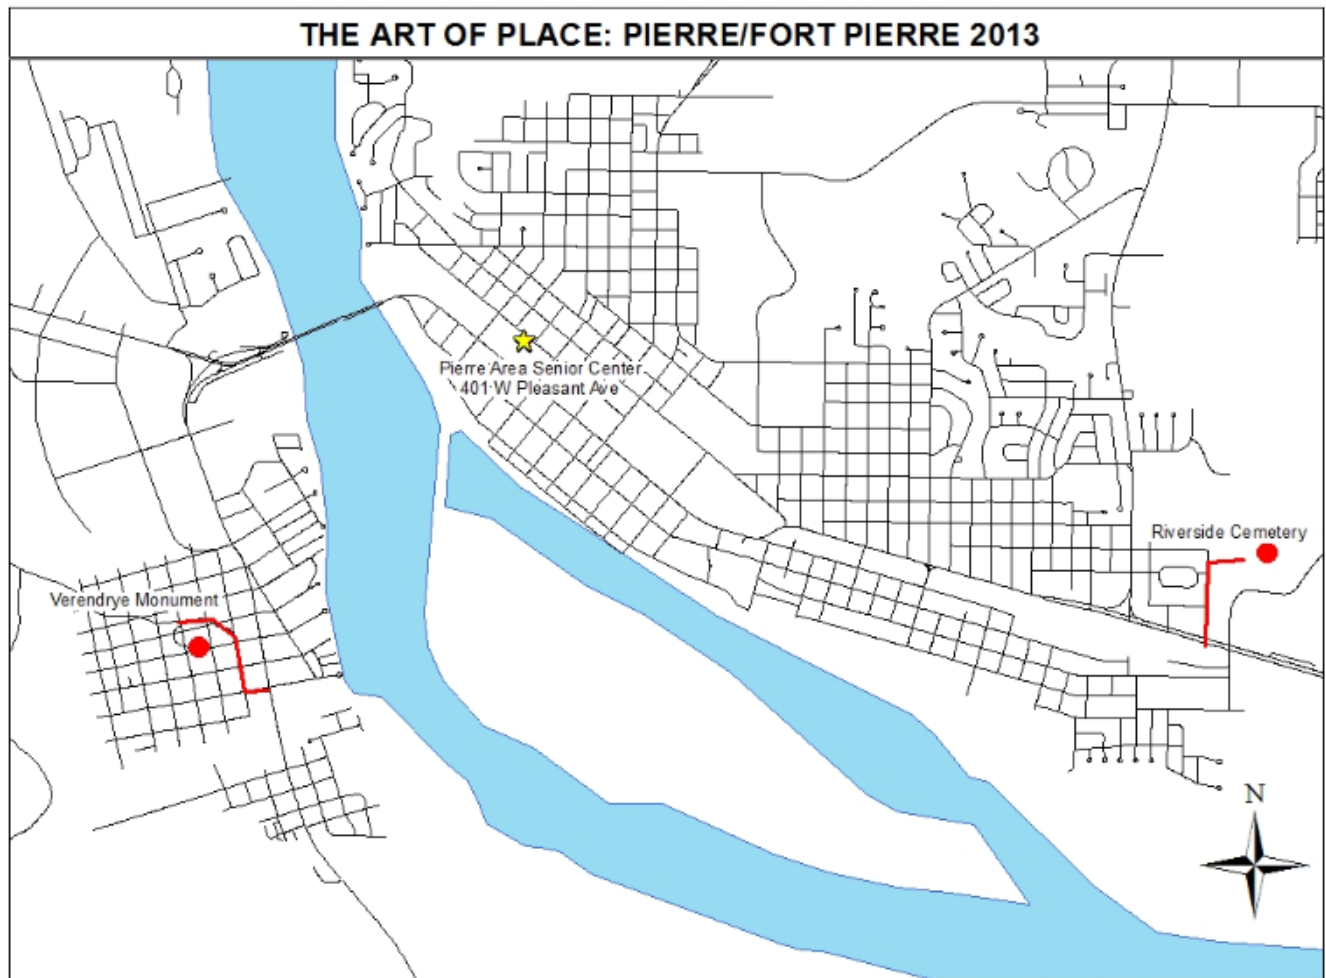 THE ART OF PLACE: PIERRE/FORT PIERRE 2013
Pierre Area Senior Center
401 W Pleasant Ave
Riverside Cemetery
Verendrye Monument
N